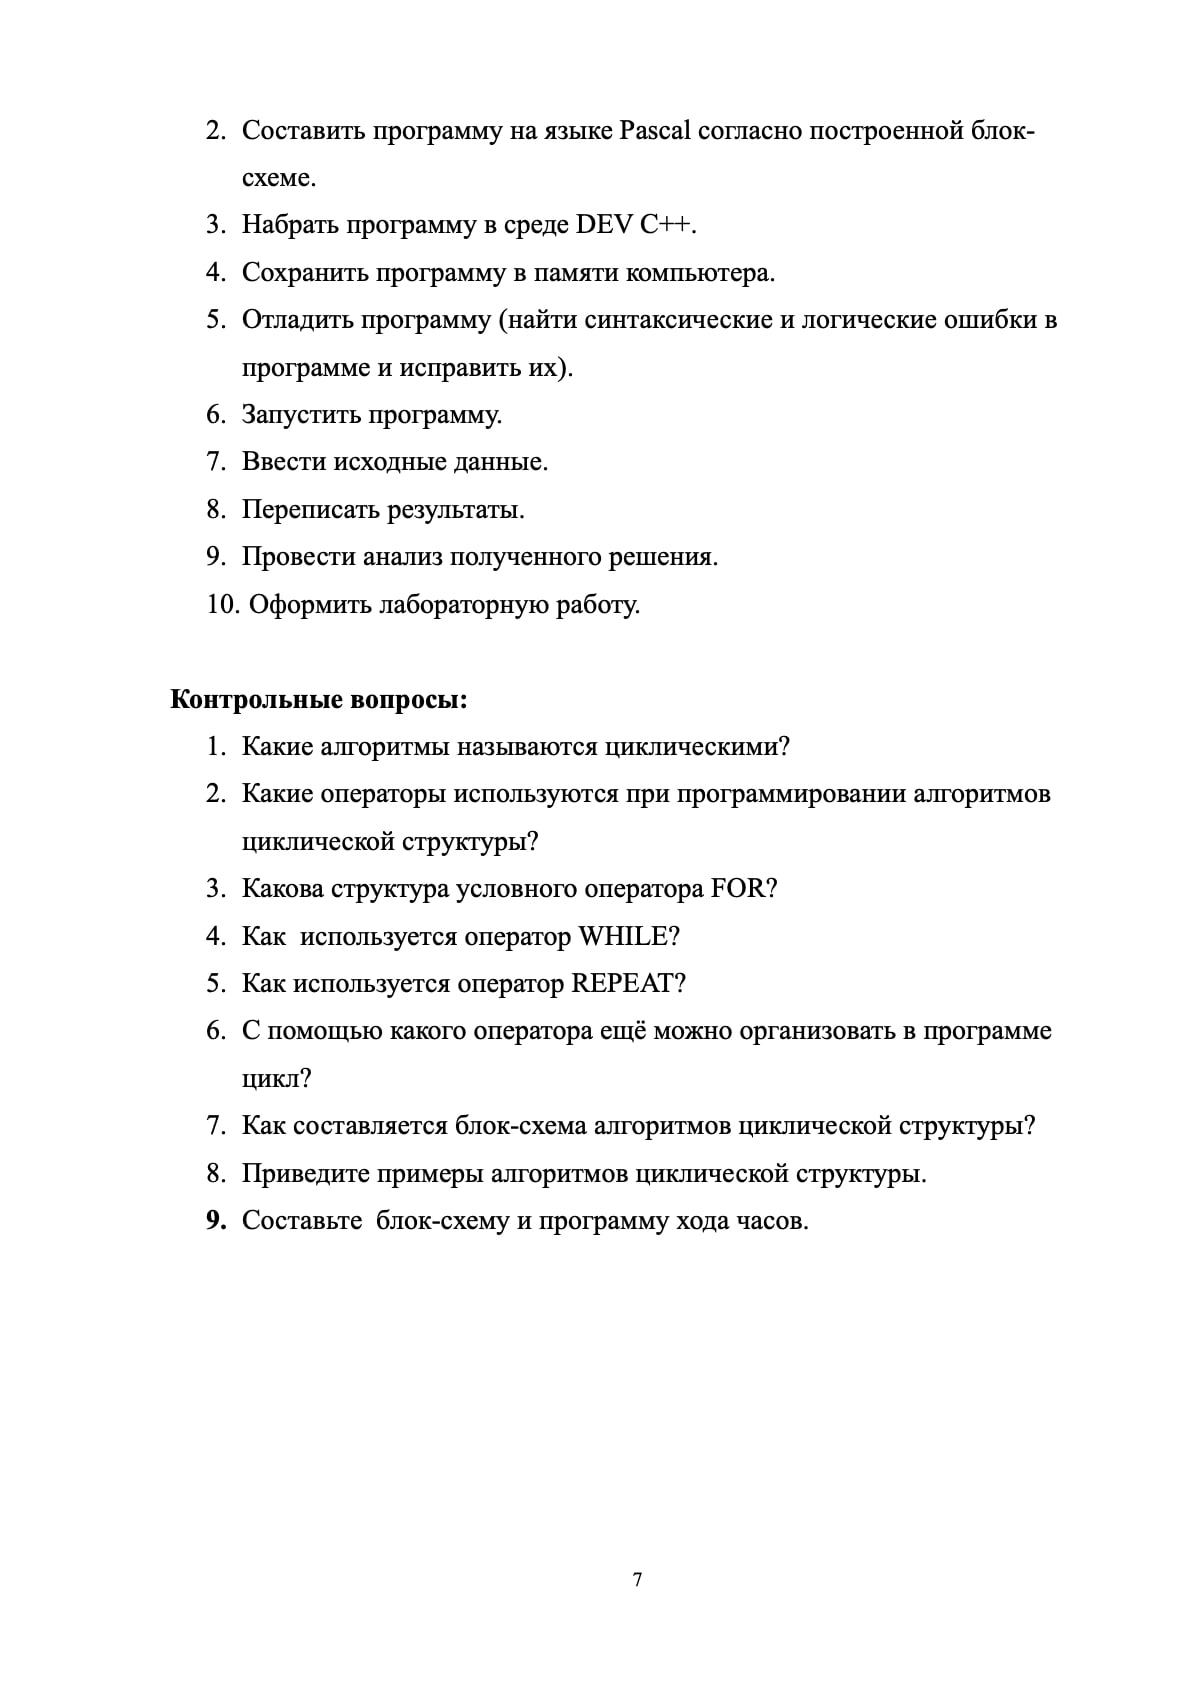 2. Составить программу на языке Pascal согласно построенной блок-
схеме.
3. Набрать программу в среде DEV C++.
4. Сохранить программу в памяти компьютера.
5. Отладить программу (найти синтаксические и логические ошибки в
программе и исправить их).
6. Запустить программу.
7. Ввести исходные данные.
8. Переписать результаты.
9. Провести анализ полученного решения.
10. Оформить лабораторную работу.
Контрольные вопросы:
1. Какие алгоритмы называются циклическими?
2. Какие операторы используются при программировании алгоритмов
циклической структуры?
3. Какова структура условного оператора FOR?
4. Как  используется оператор WHILE?
5. Как используется оператор REPEAT?
6. С помощью какого оператора ещё можно организовать в программе
цикл?
7. Как составляется блок-схема алгоритмов циклической структуры?
8. Приведите примеры алгоритмов циклической структуры.
9. Составьте  блок-схему и программу хода часов.
7